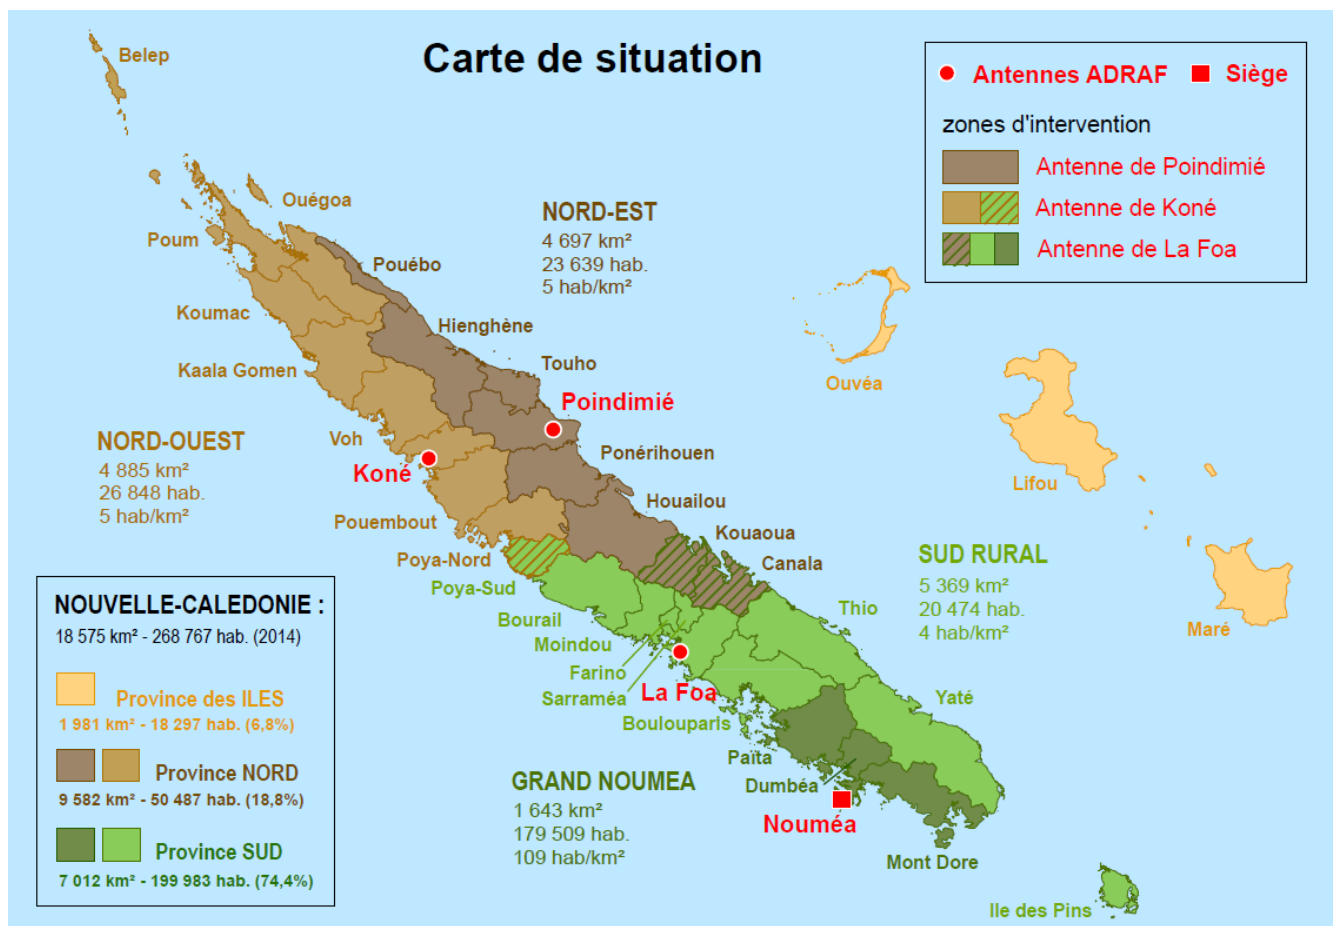 Carte de situation
Antennes ADRAF
Siège
zones d'intervention
Antenne de Poindimié
Antenne de Koné
Antenne de La Foa
Belep
Ouégoa
Poum
Pouébo
Koumac
Hienghène
Kaala Gomen
Touho
Poindimié
Voh
Koné
Ponérihouen
Houaïlou
Pouembout
Kouaoua
Poya-Nord
Canala
Poya-Sud
Thio
Bourail
Moindou
Farino
Sarraméa
La Foa
Boulouparis
Yaté
Païta
Dumbéa
Nouméa
Mont Dore
Ile des Pins
Ouvéa
Lifou
Maré
NORD-EST
4 697 km²
23 639 hab.
5 hab/km²
NORD-OUEST
4 885 km²
26 848 hab.
5 hab/km²
SUD RURAL
5 369 km²
20 474 hab.
4 hab/km²
GRAND NOUMEA
1 643 km²
179 509 hab.
109 hab/km²
NOUVELLE-CALEDONIE :
18 575 km² - 268 767 hab. (2014)
Province des ILES
1 981 km² - 18 297 hab. (6,8%)
Province NORD
9 582 km² - 50 487 hab. (18,8%)
Province SUD
7 012 km² - 199 983 hab. (74,4%)